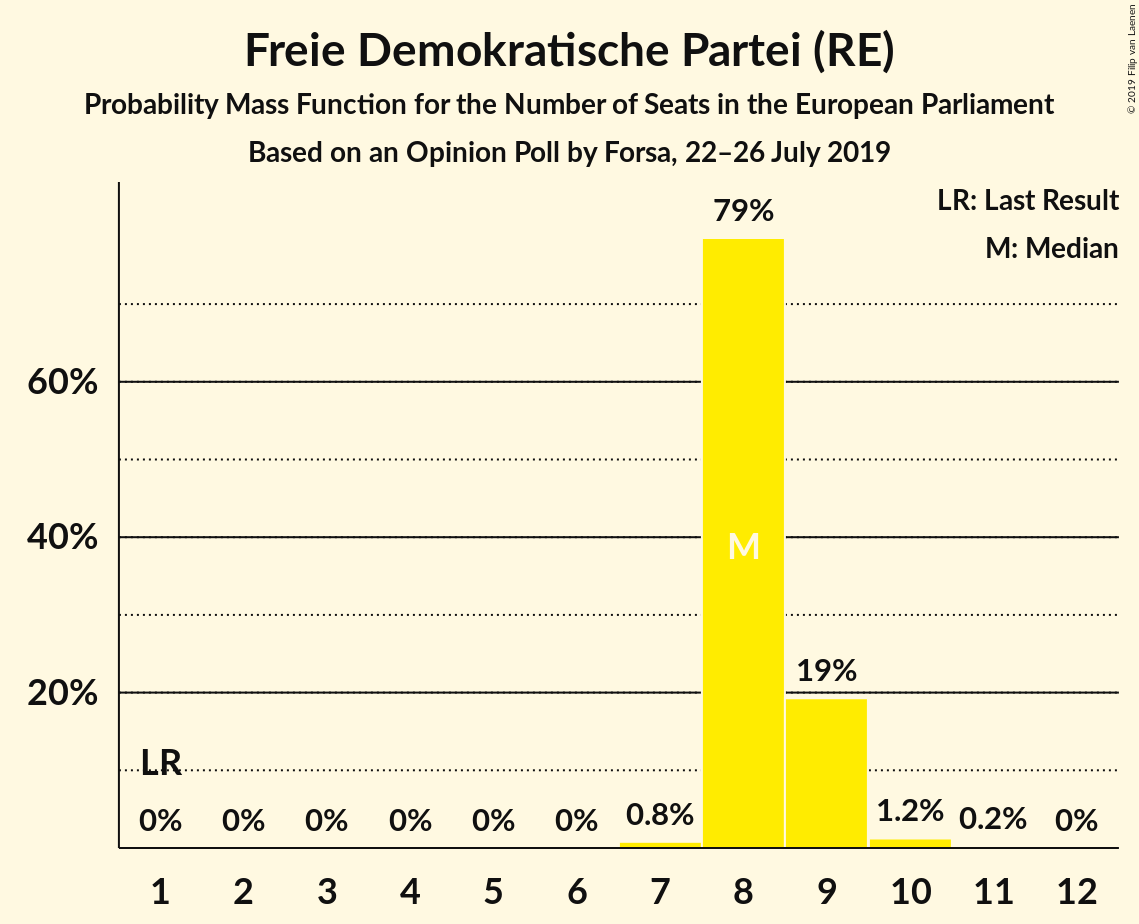 Freie Demokratische Partei (RE)
Probability Mass Function for the Number of Seats in the European Parliament
Based on an Opinion Poll by Forsa, 22–26 July 2019
© 2019 Filip van Laenen
LR: Last Result
M: Median
79%
60%
40%
M
19%
20%
LR
0% 0% 0% 0% 0% 0% 0.8% 1.2% 0.2% 0%
1 2 3 4 5 6 7 8 9 10 11 12